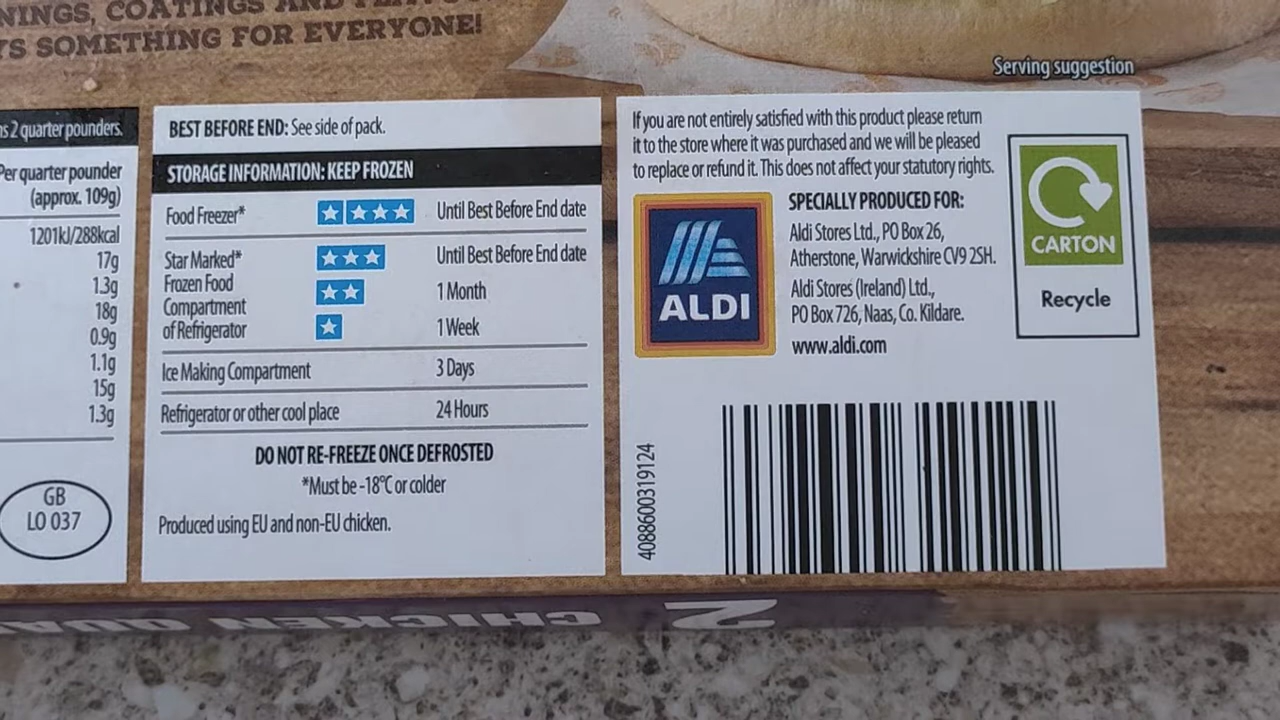 NINGS, COATINGS AND
SOMETHING FOR EVERYONE!
Serving suggestion
2 quarter pounders.
Per quarter pounder
(approx. 109g)
1201kJ/288kcal
17g
1.3g
18g
0.9g
1.1g
15g
1.3g
GB
LO 037
BEST BEFORE END: See side of pack.
STORAGE INFORMATION: KEEP FROZEN
Food Freezer* Until Best Before End date
Star Marked* Until Best Before End date
Frozen Food 1 Month
Compartment
of Refrigerator 1 Week
Ice Making Compartment 3 Days
Refrigerator or other cool place 24 Hours
DO NOT RE-FREEZE ONCE DEFROSTED
*Must be -18°C or colder
Produced using EU and non-EU chicken.
If you are not entirely satisfied with this product please return
it to the store where it was purchased and we will be pleased
to replace or refund it. This does not affect your statutory rights.
ALDI
SPECIALLY PRODUCED FOR:
Aldi Stores Ltd., PO Box 26,
Atherstone, Warwickshire CV9 2SH.
Aldi Stores (Ireland) Ltd.,
PO Box 726, Naas, Co. Kildare.
www.aldi.com
CARTON
Recycle
4088600319124
2 CHICKEN QUA